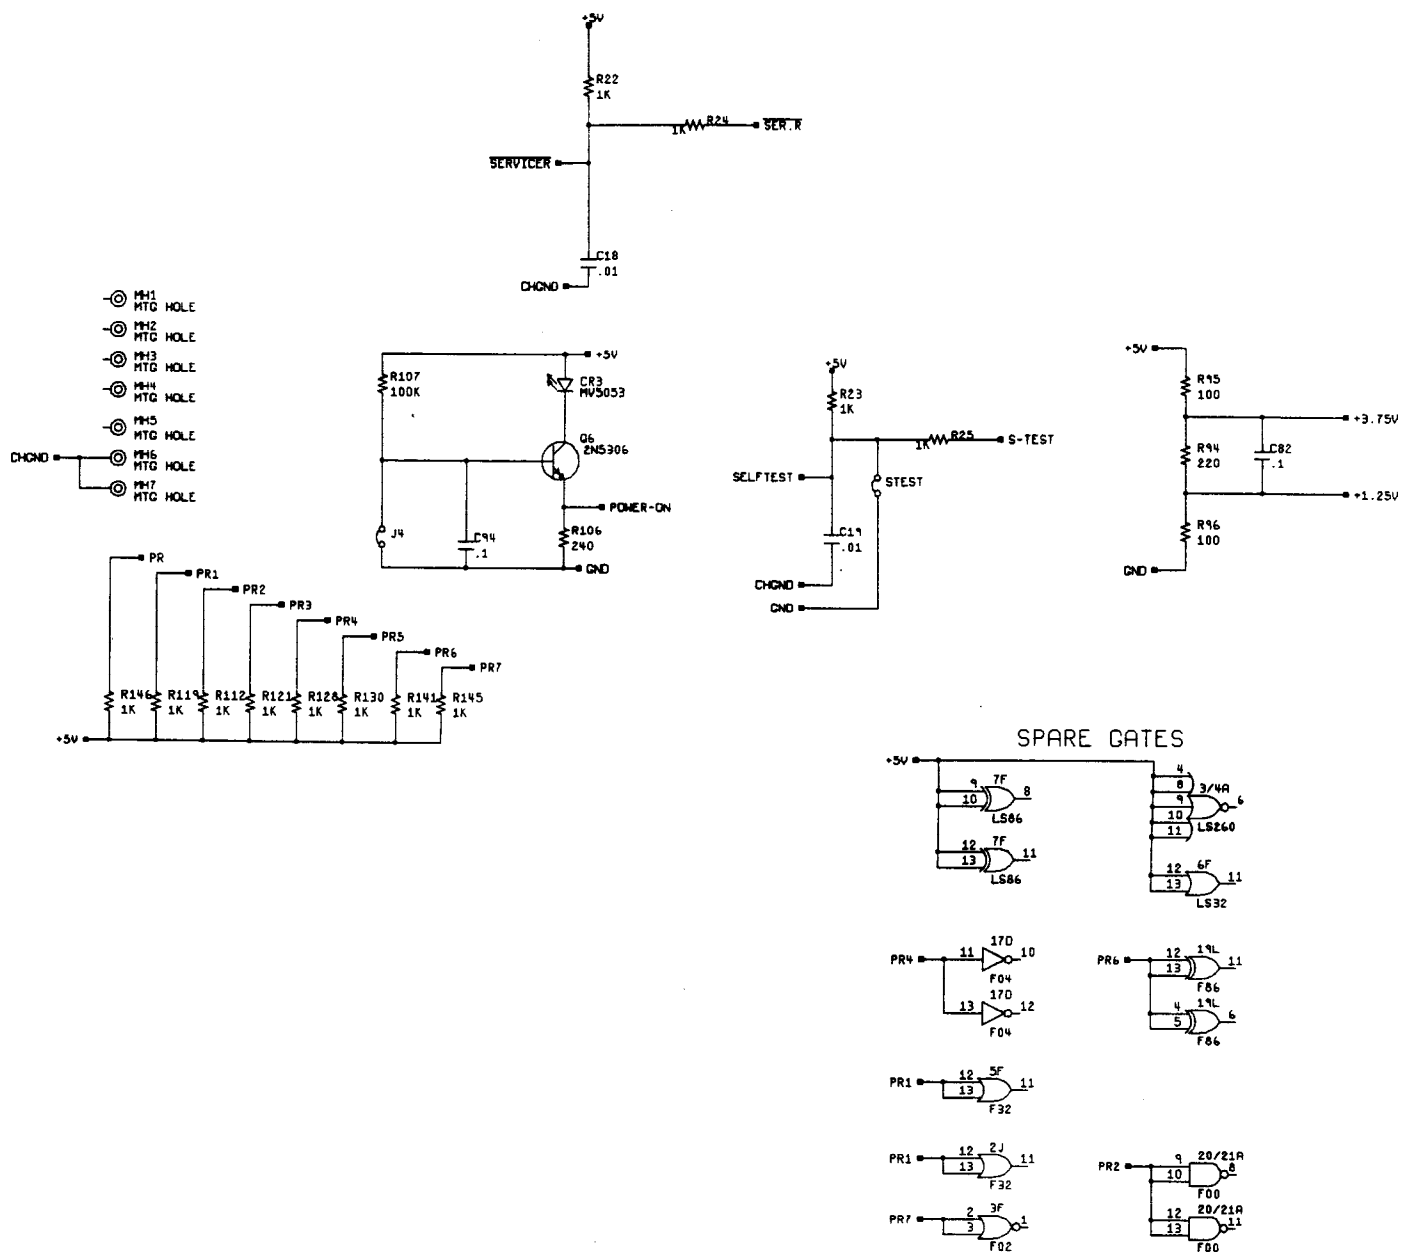 +5V
R22
1K
1K R24
SER.R
SERVICER
C18
.01
CHGND
MH1
MTG HOLE
MH2
MTG HOLE
MH3
MTG HOLE
MH4
MTG HOLE
MH5
MTG HOLE
CHGND
MH6
MTG HOLE
MH7
MTG HOLE
+5V
R107
100K
CR3
MV5053
Q6
2N5306
POWER-ON
J4
C94
.1
R106
240
GND
+5V
R23
1K
1K R25
S-TEST
SELFTEST
STEST
C19
.01
CHGND
GND
+5V
R95
100
+3.75V
R94
220
C82
.1
+1.25V
R96
100
GND
PR
PR1
PR2
PR3
PR4
PR5
PR6
PR7
R146 R119 R112 R121 R128 R130 R141 R145
1K 1K 1K 1K 1K 1K 1K 1K
+5V
SPARE GATES
+5V
7F
9
10
8
LS86
7F
12
13
11
LS86
4
8
3/4A
9
6
10
LS260
11
6F
12
13
11
LS32
PR4
17D
11
10
F04
17D
13
12
F04
PR6
19L
12
13
11
F86
19L
4
5
6
F86
PR1
5F
12
13
11
F32
PR1
2J
12
13
11
F32
PR2
20/21A
9
10
8
F00
20/21A
12
13
11
F00
PR7
3F
2
3
1
F02